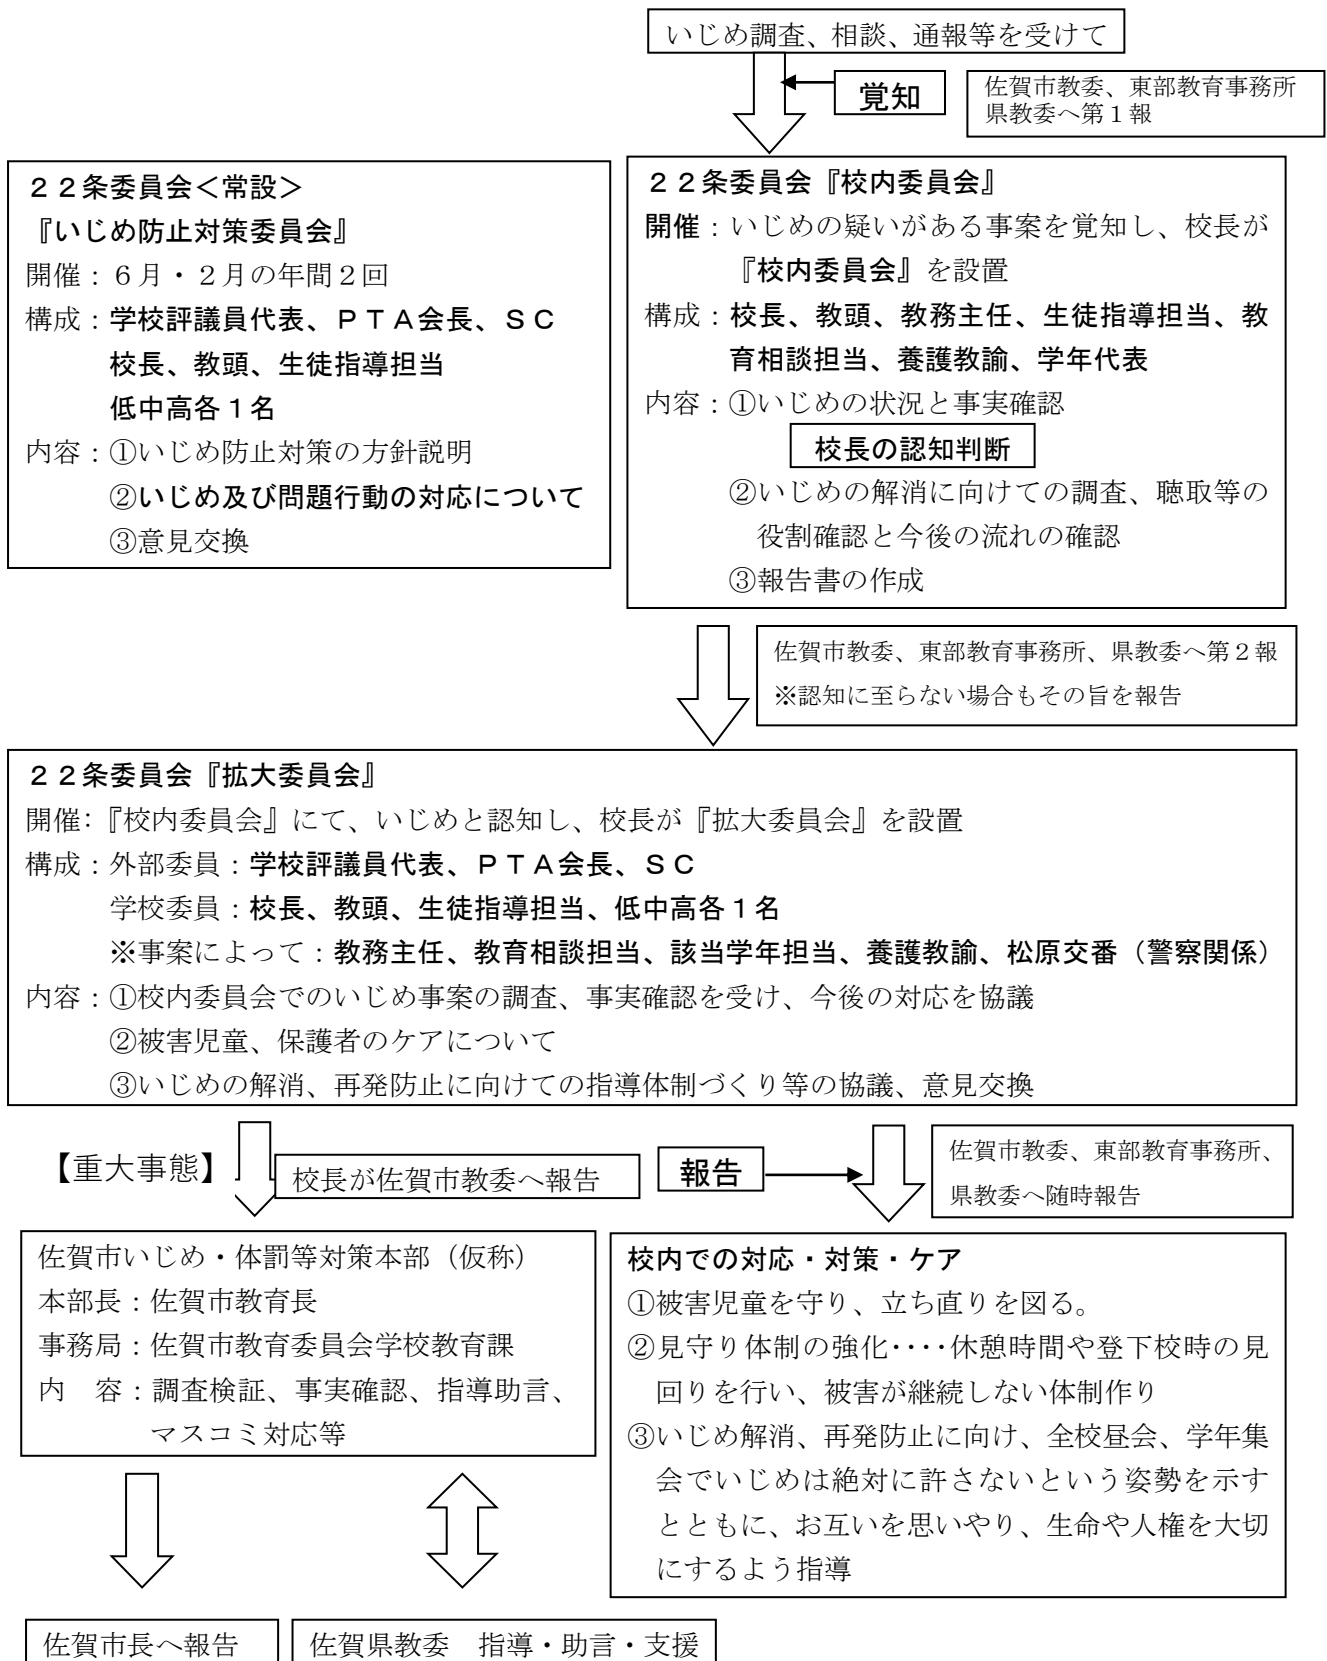 いじめ調査、相談、通報等を受けて
覚知
佐賀市教委、東部教育事務所
県教委へ第１報
２２条委員会＜常設＞
『いじめ防止対策委員会』
開催：６月・２月の年間２回
構成：学校評議員代表、ＰＴＡ会長、ＳＣ
校長、教頭、生徒指導担当
低中高各１名
内容：①いじめ防止対策の方針説明
②いじめ及び問題行動の対応について
③意見交換
２２条委員会『校内委員会』
開催：いじめの疑いがある事案を覚知し、校長が
『校内委員会』を設置
構成：校長、教頭、教務主任、生徒指導担当、教
育相談担当、養護教諭、学年代表
内容：①いじめの状況と事実確認
校長の認知判断
②いじめの解消に向けての調査、聴取等の
役割確認と今後の流れの確認
③報告書の作成
佐賀市教委、東部教育事務所、県教委へ第２報
※認知に至らない場合もその旨を報告
２２条委員会『拡大委員会』
開催：『校内委員会』にて、いじめと認知し、校長が『拡大委員会』を設置
構成：外部委員：学校評議員代表、ＰＴＡ会長、ＳＣ
学校委員：校長、教頭、生徒指導担当、低中高各１名
※事案によって：教務主任、教育相談担当、該当学年担当、養護教諭、松原交番（警察関係）
内容：①校内委員会でのいじめ事案の調査、事実確認を受け、今後の対応を協議
②被害児童、保護者のケアについて
③いじめの解消、再発防止に向けての指導体制づくり等の協議、意見交換
【重大事態】
校長が佐賀市教委へ報告
報告
佐賀市教委、東部教育事務所、
県教委へ随時報告
佐賀市いじめ・体罰等対策本部（仮称）
本部長：佐賀市教育長
事務局：佐賀市教育委員会学校教育課
内　容：調査検証、事実確認、指導助言、
マスコミ対応等
校内での対応・対策・ケア
①被害児童を守り、立ち直りを図る。
②見守り体制の強化‥‥休憩時間や登下校時の見
回りを行い、被害が継続しない体制作り
③いじめ解消、再発防止に向け、全校昼会、学年集
会でいじめは絶対に許さないという姿勢を示す
とともに、お互いを思いやり、生命や人権を大切
にするよう指導
佐賀市長へ報告
佐賀県教委　指導・助言・支援